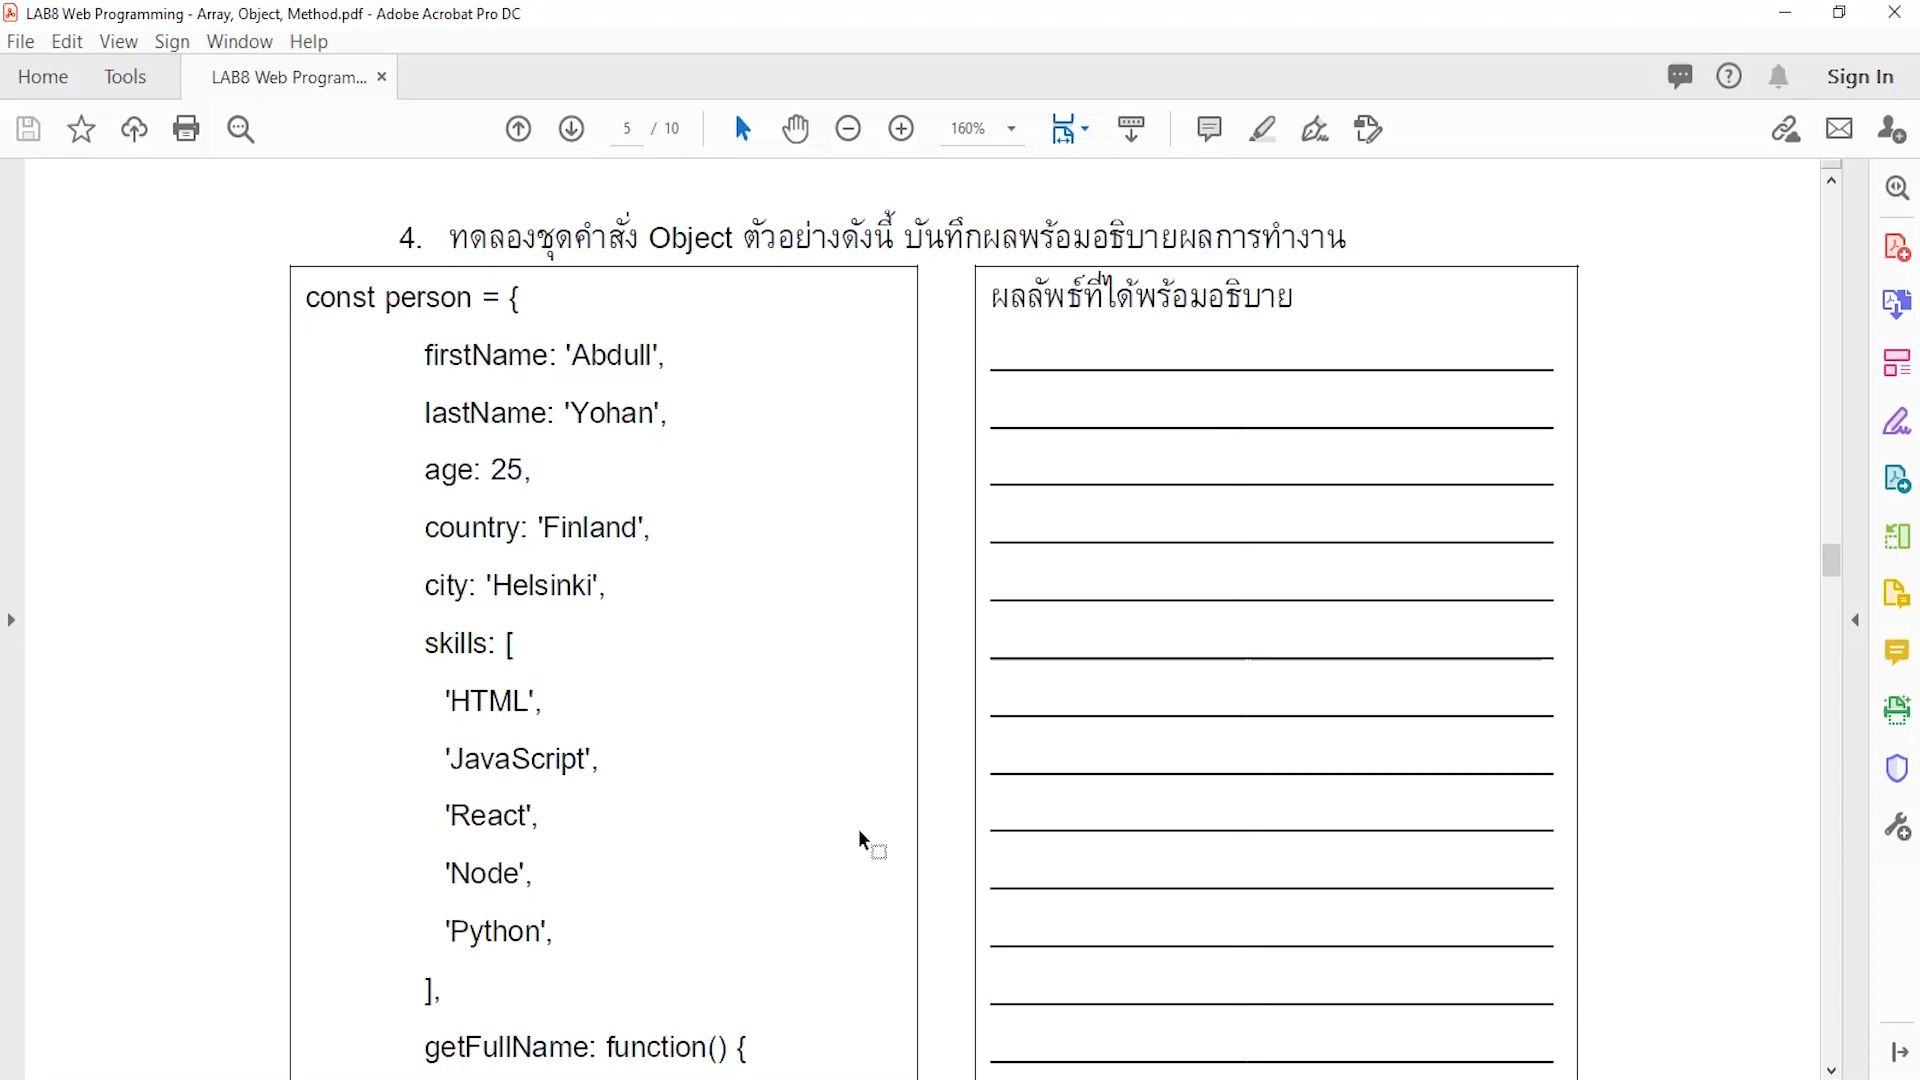 LAB8 Web Programming - Array, Object, Method.pdf - Adobe Acrobat Pro DC
File Edit View Sign Window Help
Home Tools LAB8 Web Program... × Sign In
5 / 10 160%
4. ทดลองชุดคำสั่ง Object ตัวอย่างดังนี้ บันทึกผลพร้อมอธิบายผลการทำงาน
const person = {
firstName: 'Abdull',
lastName: 'Yohan',
age: 25,
country: 'Finland',
city: 'Helsinki',
skills: [
'HTML',
'JavaScript',
'React',
'Node',
'Python',
],
getFullName: function() {
ผลลัพธ์ที่ได้พร้อมอธิบาย